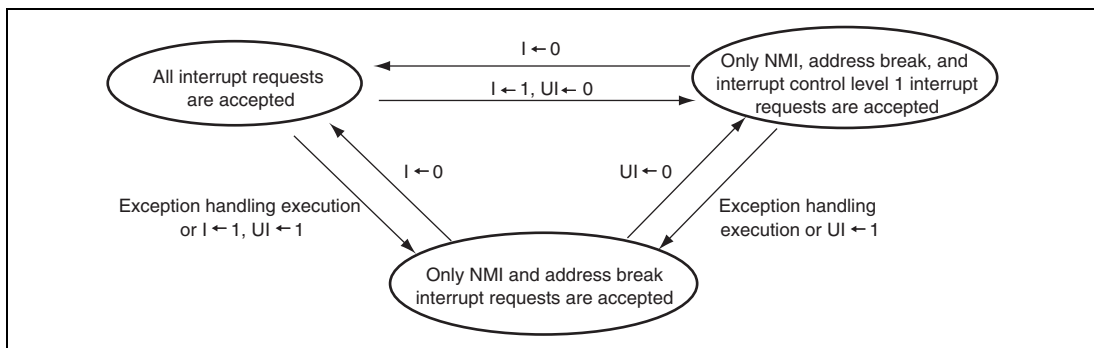 I ← 0
All interrupt requests
are accepted
Only NMI, address break, and
interrupt control level 1 interrupt
requests are accepted
I ← 1, UI ← 0
I ← 0
UI ← 0
Exception handling execution
or I ← 1, UI ← 1
Exception handling
execution or UI ← 1
Only NMI and address break
interrupt requests are accepted